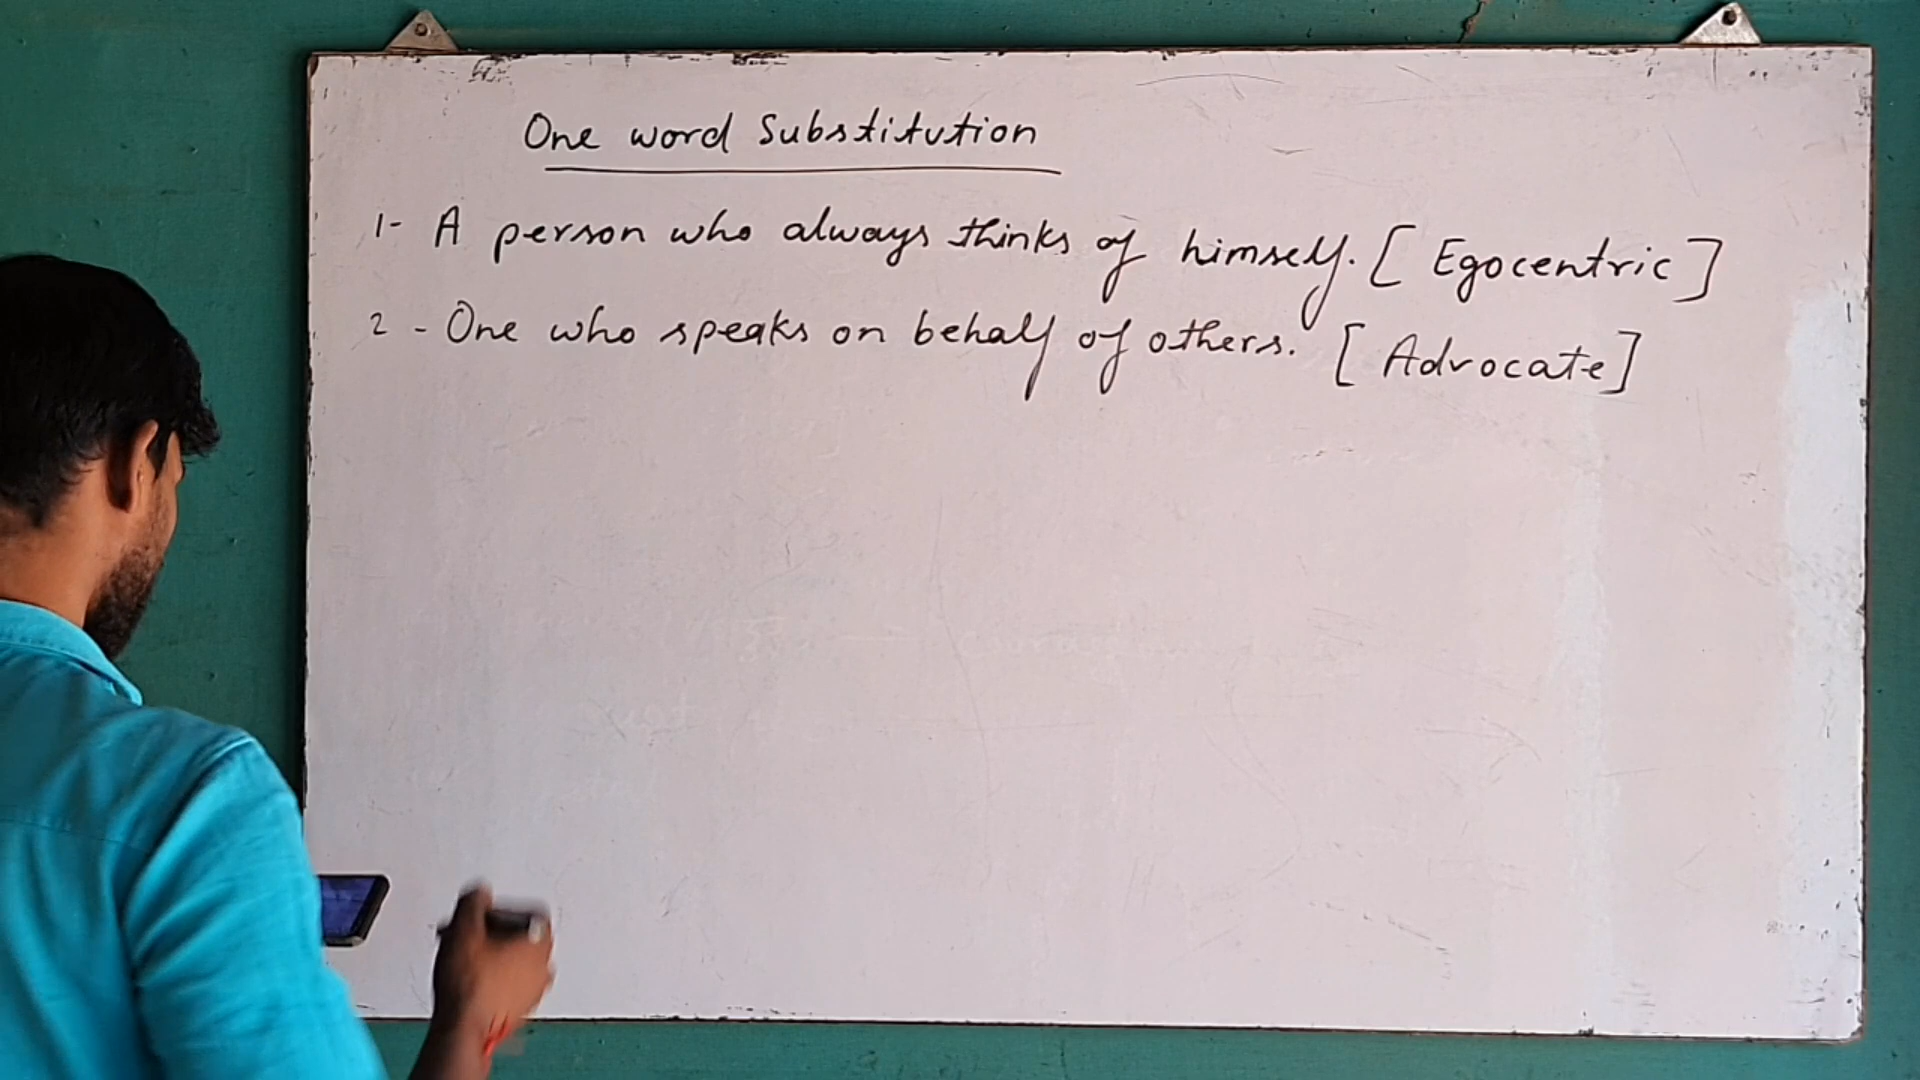 One word Substitution
1- A person who always thinks of himself. [ Egocentric ]
2 - One who speaks on behalf of others. [ Advocate ]